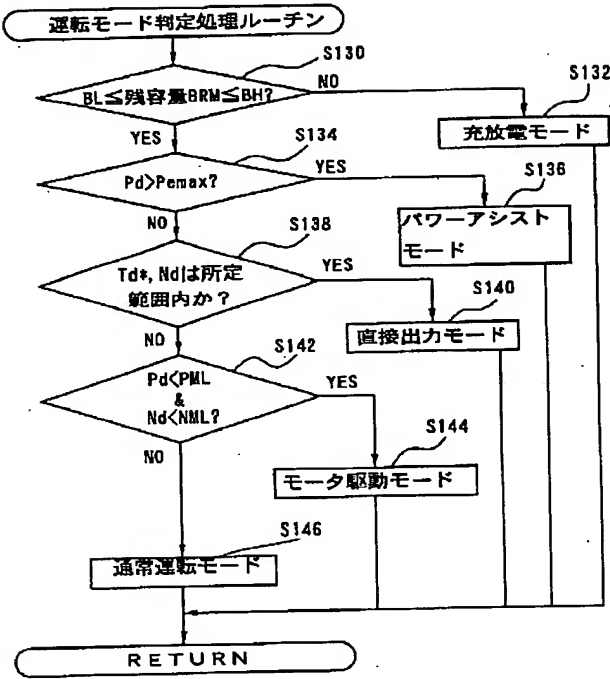 運転モード判定処理ルーチン
S130
BL≦残容量BRM≦BH?
NO
S132
充放電モード
YES
S134
Pd>Pemax?
YES
S136
パワーアシスト
モード
NO
S138
Td*, Ndは所定
範囲内か?
YES
S140
直接出力モード
NO
S142
Pd<PML
&
Nd<NML?
YES
S144
モータ駆動モード
NO
S146
通常運転モード
RETURN